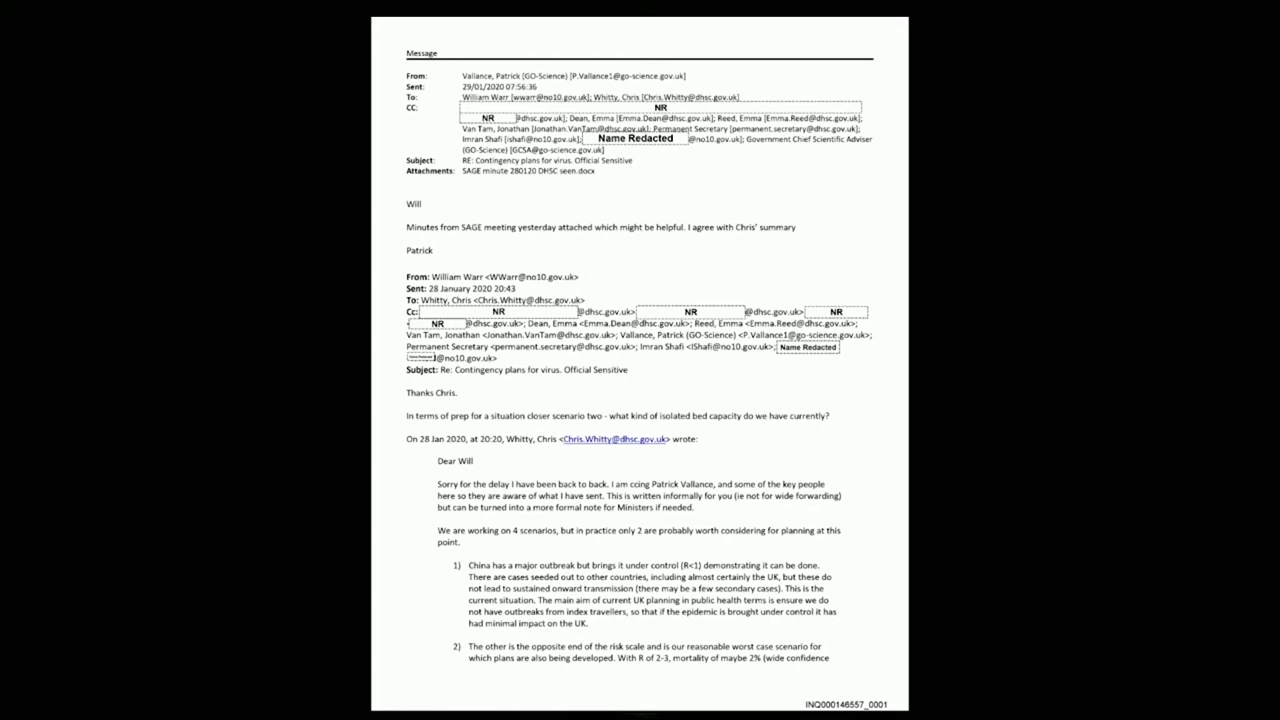 Message
From: Vallance, Patrick (GO-Science) [P.Vallance1@go-science.gov.uk]
Sent: 29/01/2020 07:56:36
To: William Warr [wwarr@no10.gov.uk]; Whitty, Chris [Chris.Whitty@dhsc.gov.uk]
CC: NR
NR @dhsc.gov.uk]; Dean, Emma [Emma.Dean@dhsc.gov.uk]; Reed, Emma [Emma.Reed@dhsc.gov.uk];
Van Tam, Jonathan [Jonathan.VanTam@dhsc.gov.uk]; Permanent Secretary [permanent.secretary@dhsc.gov.uk];
Imran Shafi [ishafi@no10.gov.uk]; Name Redacted @no10.gov.uk]; Government Chief Scientific Adviser
(GO-Science) [GCSA@go-science.gov.uk]
Subject: RE: Contingency plans for virus. Official Sensitive
Attachments: SAGE minute 280120 DHSC seen.docx
Will
Minutes from SAGE meeting yesterday attached which might be helpful. I agree with Chris' summary
Patrick
From: William Warr <WWarr@no10.gov.uk>
Sent: 28 January 2020 20:43
To: Whitty, Chris <Chris.Whitty@dhsc.gov.uk>
Cc: NR @dhsc.gov.uk> NR @dhsc.gov.uk> NR
NR @dhsc.gov.uk>; Dean, Emma <Emma.Dean@dhsc.gov.uk>; Reed, Emma <Emma.Reed@dhsc.gov.uk>;
Van Tam, Jonathan <Jonathan.VanTam@dhsc.gov.uk>; Vallance, Patrick (GO-Science) <P.Vallance1@go-science.gov.uk>;
Permanent Secretary <permanent.secretary@dhsc.gov.uk>; Imran Shafi <IShafi@no10.gov.uk>; Name Redacted
@no10.gov.uk>
Subject: Re: Contingency plans for virus. Official Sensitive
Thanks Chris.
In terms of prep for a situation closer scenario two - what kind of isolated bed capacity do we have currently?
On 28 Jan 2020, at 20:20, Whitty, Chris <Chris.Whitty@dhsc.gov.uk> wrote:
Dear Will
Sorry for the delay I have been back to back. I am ccing Patrick Vallance, and some of the key people
here so they are aware of what I have sent. This is written informally for you (ie not for wide forwarding)
but can be turned into a more formal note for Ministers if needed.
We are working on 4 scenarios, but in practice only 2 are probably worth considering for planning at this
point.
1) China has a major outbreak but brings it under control (R<1) demonstrating it can be done.
There are cases seeded out to other countries, including almost certainly the UK, but these do
not lead to sustained onward transmission (there may be a few secondary cases). This is the
current situation. The main aim of current UK planning in public health terms is ensure we do
not have outbreaks from index travellers, so that if the epidemic is brought under control it has
had minimal impact on the UK.
2) The other is the opposite end of the risk scale and is our reasonable worst case scenario for
which plans are also being developed. With R of 2-3, mortality of maybe 2% (wide confidence
INQ000146557_0001